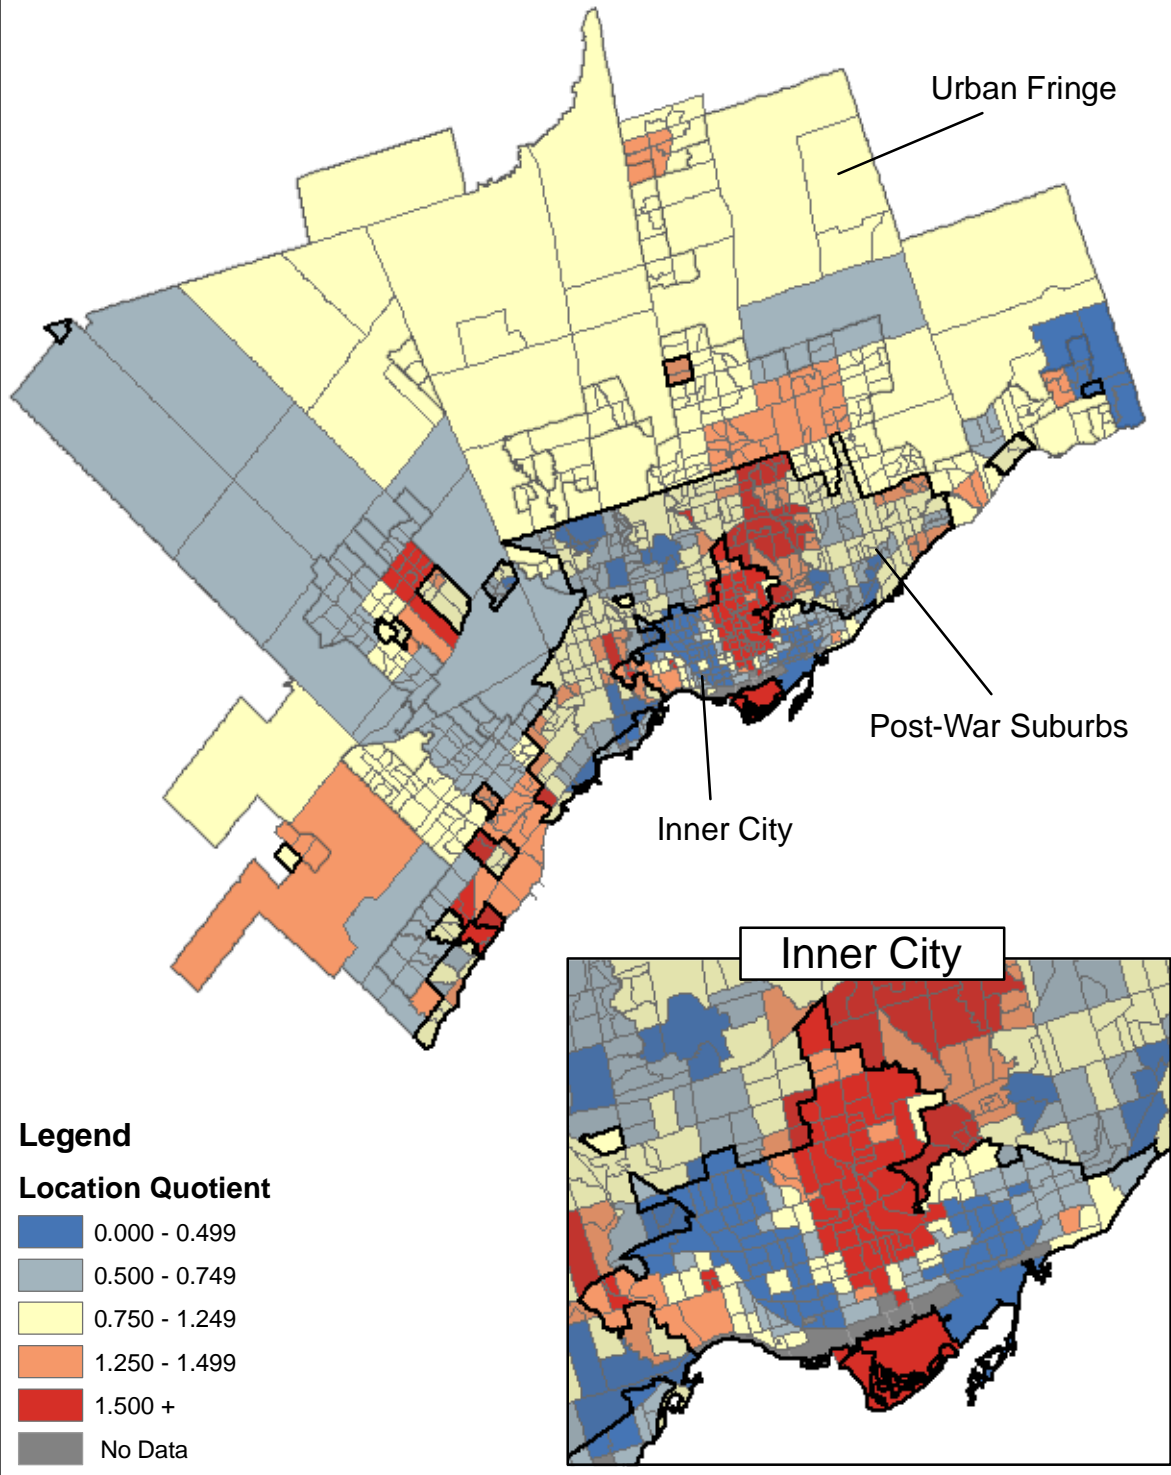 Urban Fringe
Post-War Suburbs
Inner City
Inner City
Legend
Location Quotient
0.000 - 0.499
0.500 - 0.749
0.750 - 1.249
1.250 - 1.499
1.500 +
No Data